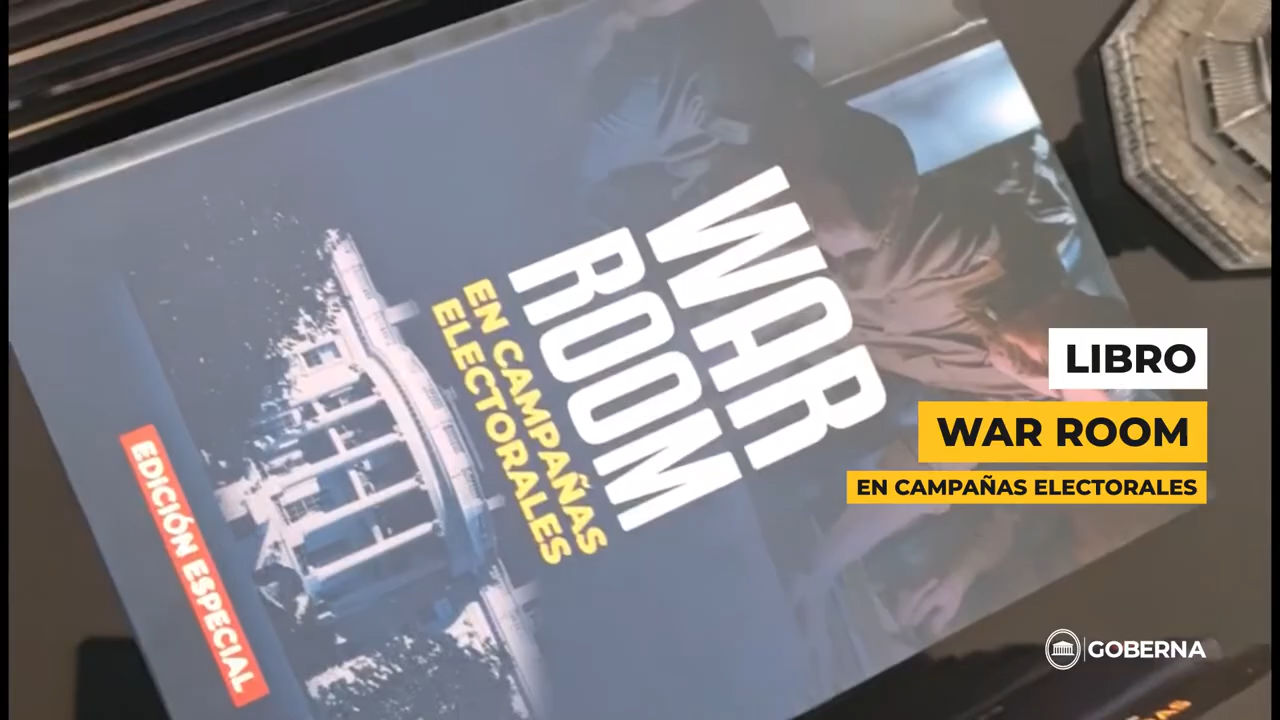 WAR
ROOM
EN CAMPAÑAS
ELECTORALES
EDICIÓN ESPECIAL
LIBRO
WAR ROOM
EN CAMPAÑAS ELECTORALES
GOBERNA